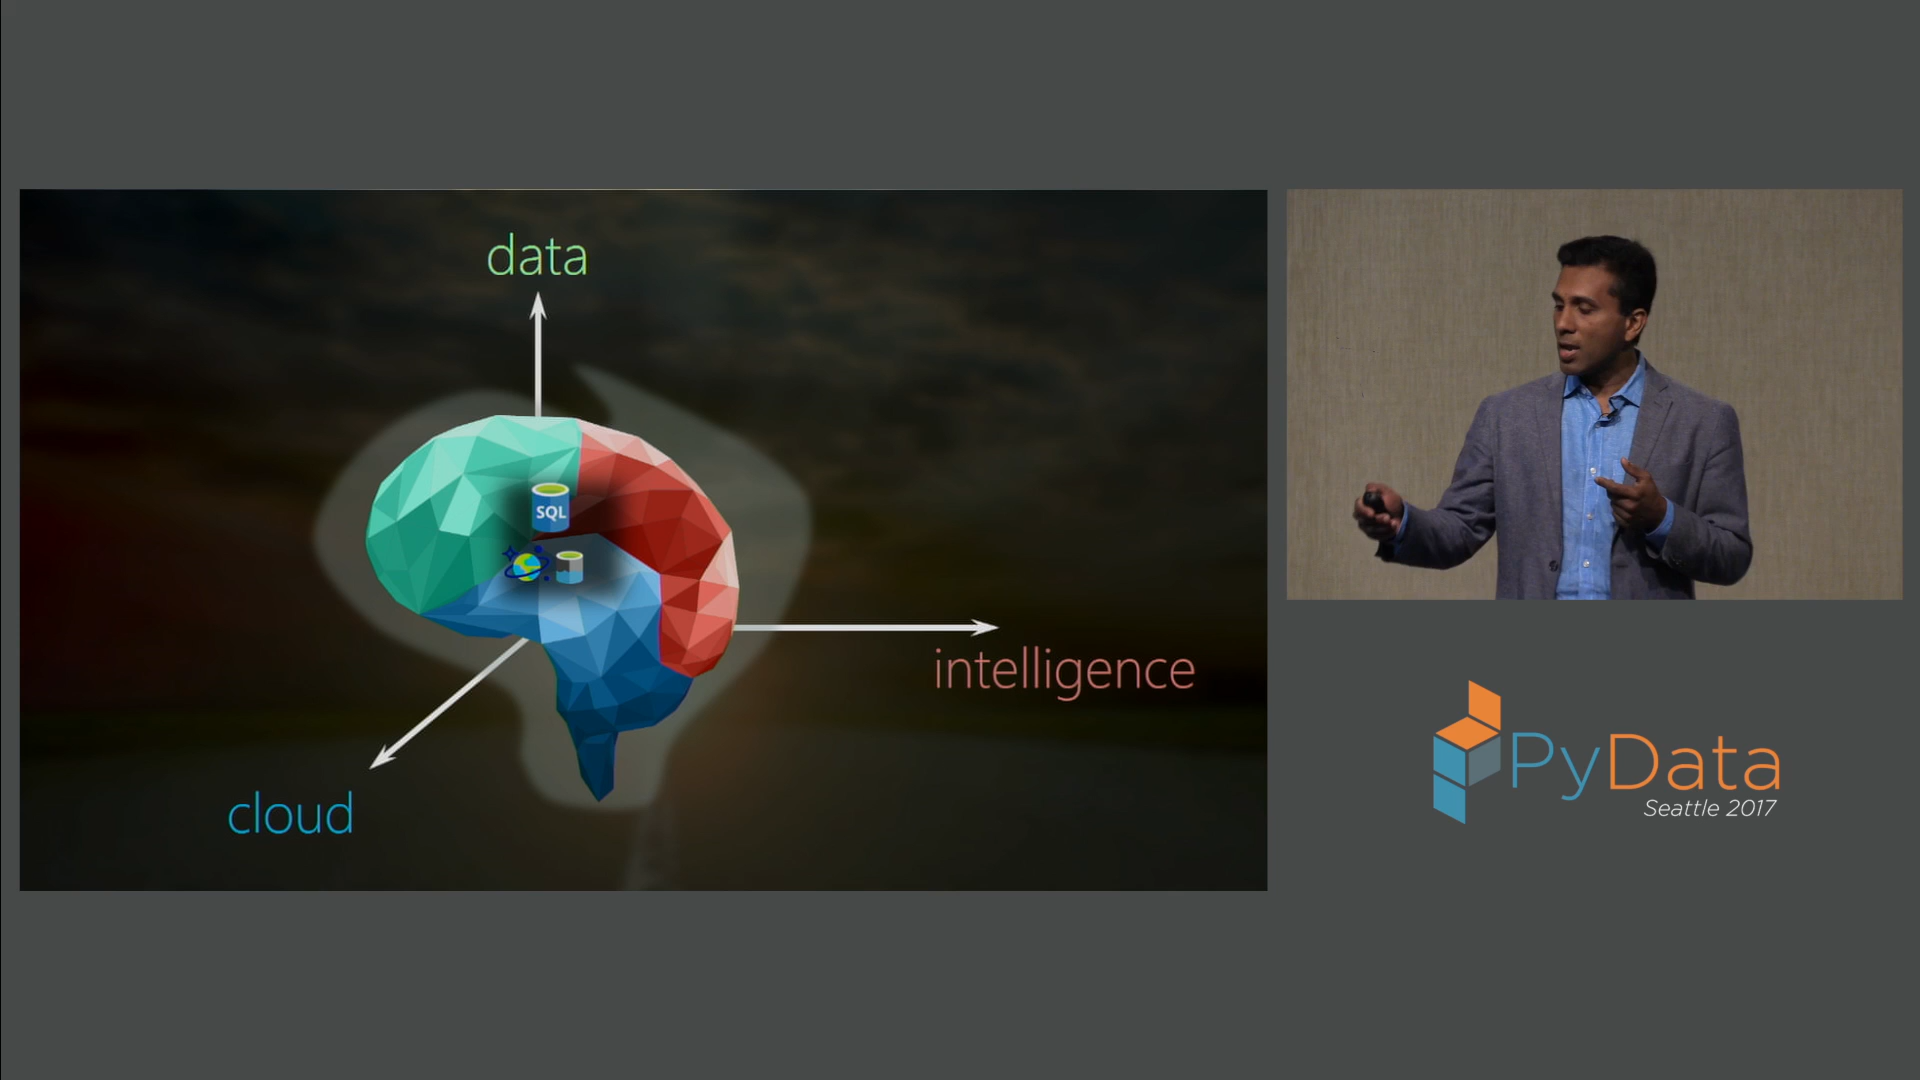 data
SQL
intelligence
cloud
PyData
Seattle 2017